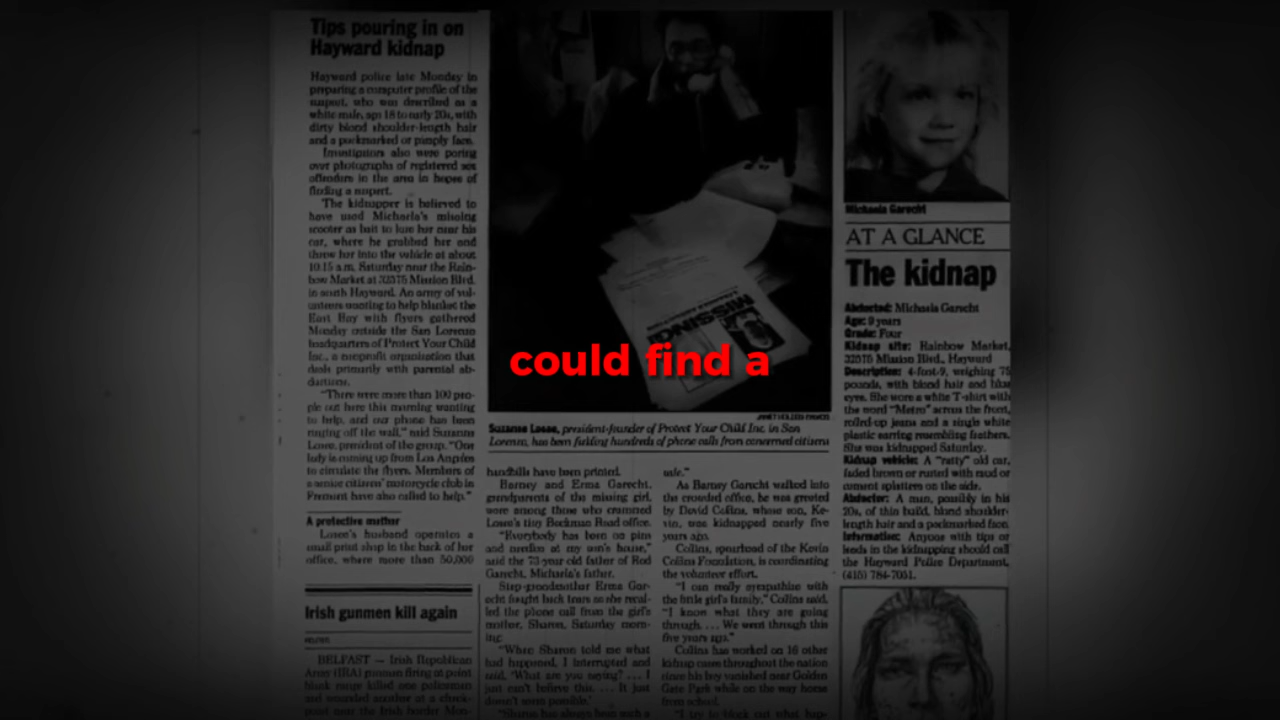 Tips pouring in on
Hayward kidnap
Hayward police late Monday in
preparing a computer profile of the
suspect, who was described as a
white male, age 18 to early 20s, with
dirty blond shoulder-length hair
and a pockmarked or pimply face.
Investigators also were poring
over photographs of registered sex
offenders in the area in hopes of
finding a suspect.
The kidnapper is believed to
have used Michaela's missing
scooter as bait to lure her near his
car, where he grabbed her and
threw her into the vehicle at about
10:15 a.m. Saturday near the Rain-
bow Market at 32575 Mission Blvd.
in south Hayward. An army of vol-
unteers wanting to help blanket the
East Bay with flyers gathered
Monday outside the San Lorenzo
headquarters of Protect Your Child
Inc., a nonprofit organization that
deals primarily with parental ab-
ductions.
"There were more than 100 peo-
ple out here this morning wanting
to help, and our phone has been
ringing off the wall," said Suzanne
Losee, president of the group. "One
lady is coming up from Los Angeles
to circulate the flyers. Members of
a senior citizens' motorcycle club in
Fremont have also called to help."
A protective mother
Losee's husband operates a
small print shop in the back of her
office, where more than 50,000
Irish gunmen kill again
BELFAST — Irish Republican
Army (IRA) gunmen firing at point
blank range killed one policeman
and wounded another at a check-
point near the Irish border Mon-
MISSING
could find a
Suzanne Losee, president-founder of Protect Your Child Inc. in San
Lorenzo, has been fielding hundreds of phone calls from concerned citizens
handbills have been printed.
Barney and Erma Garecht,
grandparents of the missing girl,
were among those who crammed
Losee's tiny Bockman Road office.
"Everybody has been on pins
and needles at my son's house,"
said the 73-year-old father of Rod
Garecht, Michaela's father.
Step-grandmother Erma Gar-
echt fought back tears as she recal-
led the phone call from the girl's
mother, Sharon, Saturday morn-
ing.
"When Sharon told me what
had happened, I interrupted and
said, 'What are you saying? . . . I
just can't believe this. . . . It just
doesn't seem possible.'
"Sharon has always been such a
safe."
As Barney Garecht walked into
the crowded office, he was greeted
by David Collins, whose son, Ke-
vin, was kidnapped nearly five
years ago.
Collins, spearhead of the Kevin
Collins Foundation, is coordinating
the volunteer effort.
"I can really sympathize with
the little girl's family," Collins said.
"I know what they are going
through. . . . We went through this
five years ago."
Collins has worked on 16 other
kidnap cases throughout the nation
since his boy vanished near Golden
Gate Park while on the way home
from school.
"I try to block out what hap-
Michaela Garecht
AT A GLANCE
The kidnap
Abducted: Michaela Garecht
Age: 9 years
Grade: Four
Kidnap site: Rainbow Market,
32575 Mission Blvd., Hayward
Description: 4-foot-9, weighing 75
pounds, with blond hair and blue
eyes. She wore a white T-shirt with
the word "Metro" across the front,
rolled-up jeans and a single white
plastic earring resembling feathers.
She was kidnapped Saturday.
Kidnap vehicle: A "ratty" old car,
faded brown or rusted with mud or
cement splatters on the side.
Abductor: A man, possibly in his
20s, of thin build, blond shoulder-
length hair and a pockmarked face.
Information: Anyone with tips or
leads in the kidnapping should call
the Hayward Police Department,
(415) 784-7051.